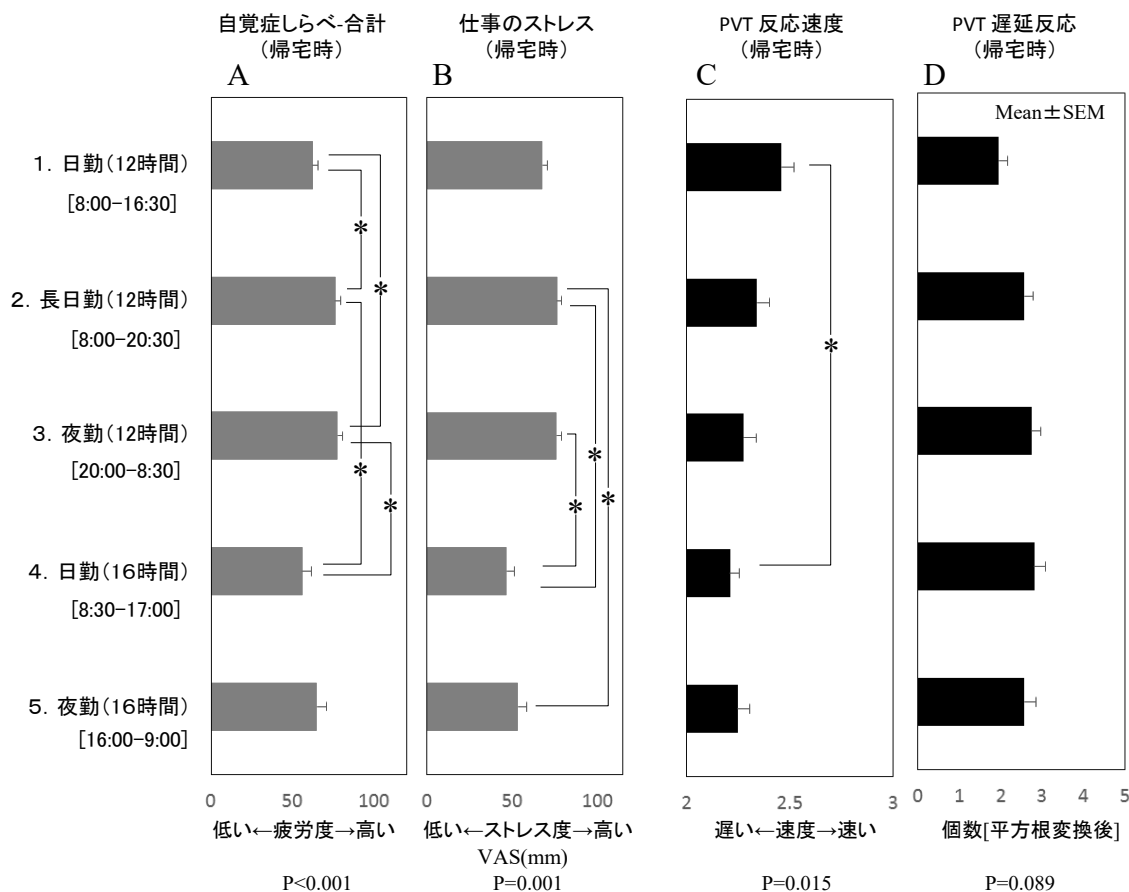 自覚症しらべ-合計
(帰宅時)
仕事のストレス
(帰宅時)
PVT 反応速度
(帰宅時)
PVT 遅延反応
(帰宅時)
A
B
C
D
Mean±SEM
1. 日勤(12時間)
[8:00-16:30]
2. 長日勤(12時間)
[8:00-20:30]
3. 夜勤(12時間)
[20:00-8:30]
4. 日勤(16時間)
[8:30-17:00]
5. 夜勤(16時間)
[16:00-9:00]
*
*
*
*
*
*
*
*
0 50 100
0 50 100
2 2.5 3
0 1 2 3 4 5
低い←疲労度→高い
低い←ストレス度→高い
VAS(mm)
遅い←速度→速い
個数[平方根変換後]
P<0.001
P=0.001
P=0.015
P=0.089